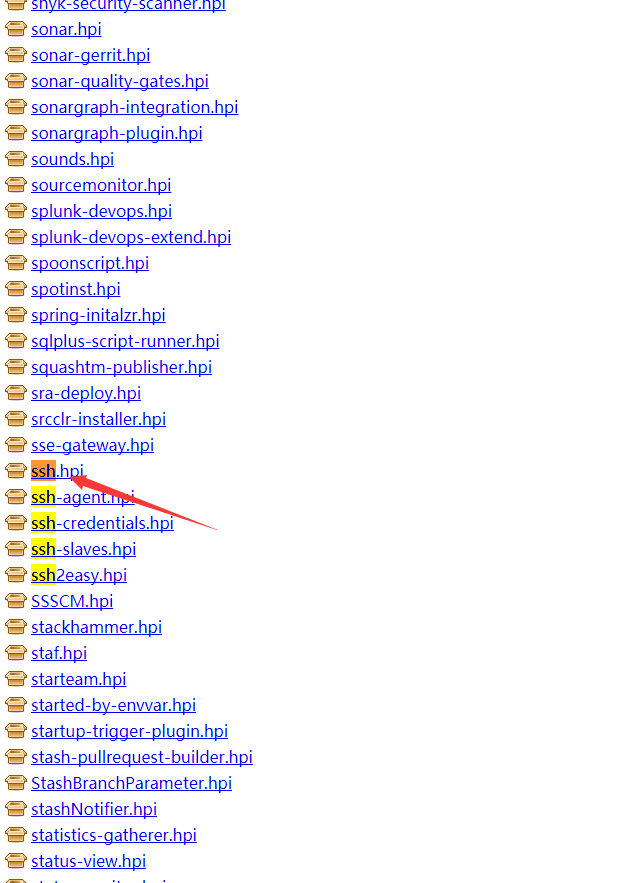 snyk-security-scanner.hpi
sonar.hpi
sonar-gerrit.hpi
sonar-quality-gates.hpi
sonargraph-integration.hpi
sonargraph-plugin.hpi
sounds.hpi
sourcemonitor.hpi
splunk-devops.hpi
splunk-devops-extend.hpi
spoonscript.hpi
spotinst.hpi
spring-initalzr.hpi
sqlplus-script-runner.hpi
squashtm-publisher.hpi
sra-deploy.hpi
srcclr-installer.hpi
sse-gateway.hpi
ssh.hpi
ssh-agent.hpi
ssh-credentials.hpi
ssh-slaves.hpi
ssh2easy.hpi
SSSCM.hpi
stackhammer.hpi
staf.hpi
starteam.hpi
started-by-envvar.hpi
startup-trigger-plugin.hpi
stash-pullrequest-builder.hpi
StashBranchParameter.hpi
stashNotifier.hpi
statistics-gatherer.hpi
status-view.hpi